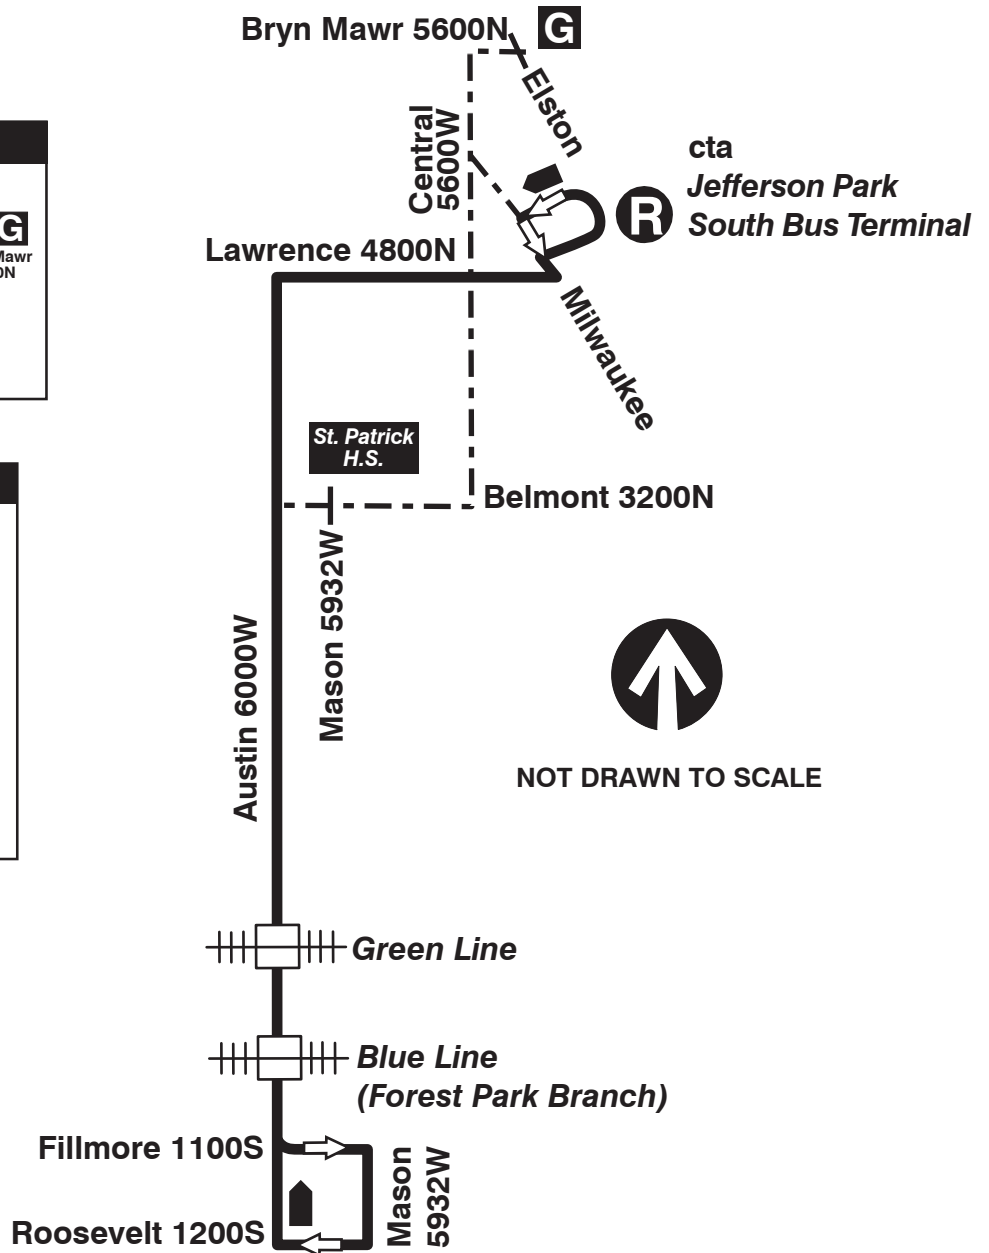 Bryn Mawr 5600N
G
Elston
Central
5600W
cta
Jefferson Park
South Bus Terminal
R
G
Mawr
0N
Lawrence 4800N
Milwaukee
St. Patrick
H.S.
Belmont 3200N
Mason 5932W
Austin 6000W
NOT DRAWN TO SCALE
Green Line
Blue Line
(Forest Park Branch)
Fillmore 1100S
Mason
5932W
Roosevelt 1200S